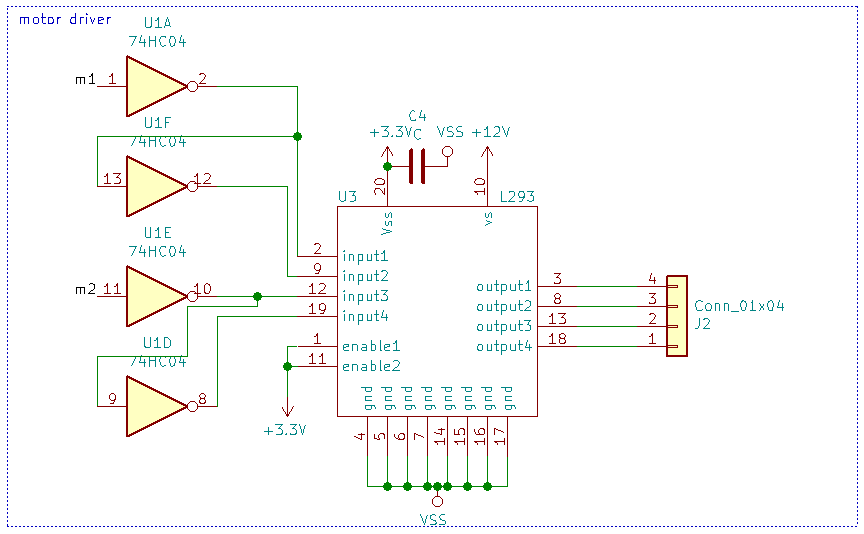 motor driver
U1A
74HC04
m1 1 2
U1F
74HC04
13 12
U1E
74HC04
m2 11 10
U1D
74HC04
9 8
C4
+3.3V C VSS +12V
20 10
U3 L293
Vss vs
2 input1
9 input2
12 input3
19 input4
1 enable1
11 enable2
+3.3V
output1 3 4
output2 8 3
output3 13 2
output4 18 1
Conn_01x04
J2
gnd gnd gnd gnd gnd gnd gnd gnd
4 5 6 7 14 15 16 17
VSS